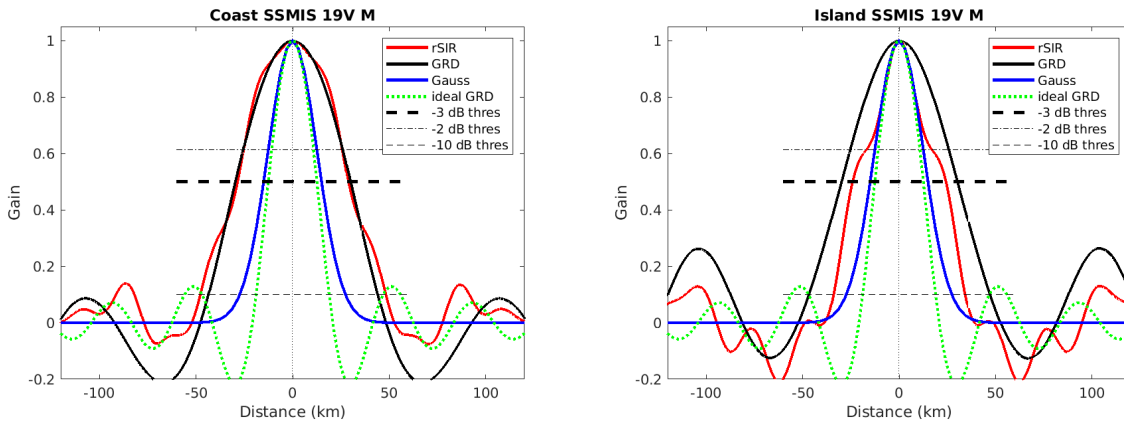 Coast SSMIS 19V M
1
0.8
0.6
0.4
0.2
0
-0.2
Gain
-100
-50
0
50
100
Distance (km)
rSIR
GRD
Gauss
ideal GRD
-3 dB thres
-2 dB thres
-10 dB thres
Island SSMIS 19V M
1
0.8
0.6
0.4
0.2
0
-0.2
Gain
-100
-50
0
50
100
Distance (km)
rSIR
GRD
Gauss
ideal GRD
-3 dB thres
-2 dB thres
-10 dB thres